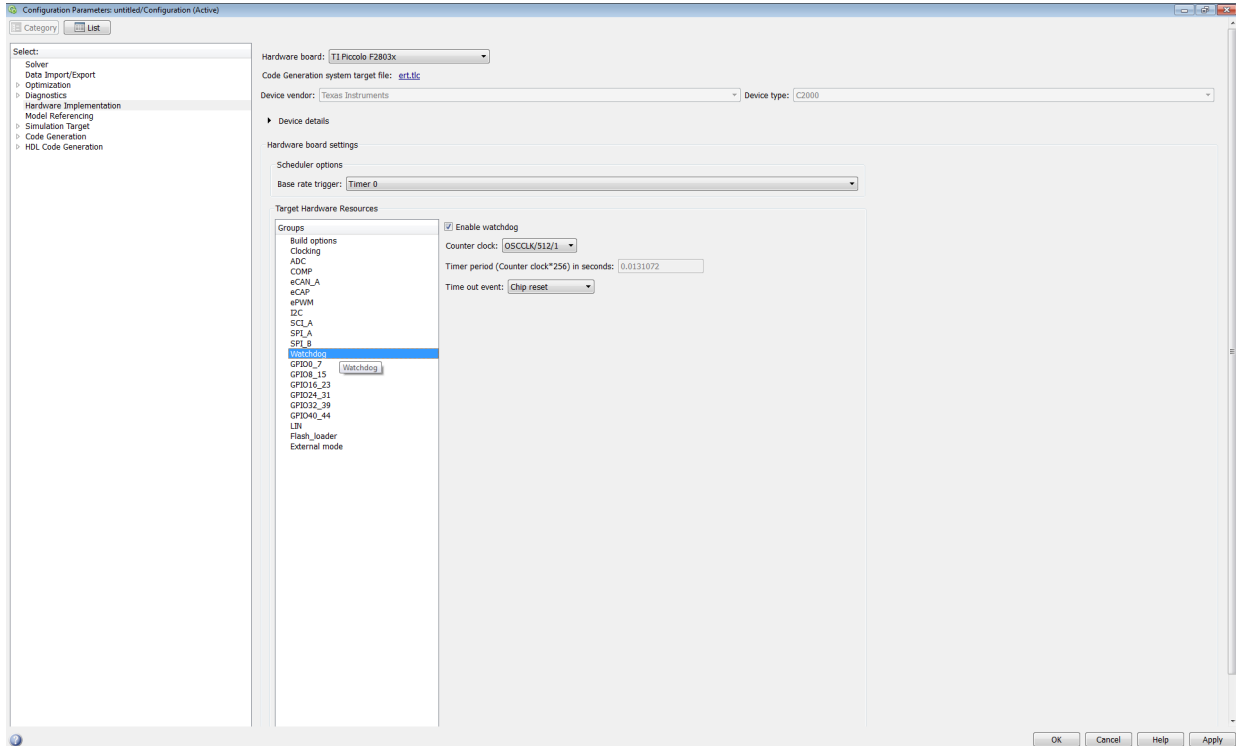 Configuration Parameters: untitled/Configuration (Active)
Category
List
Select:
Solver
Data Import/Export
Optimization
Diagnostics
Hardware Implementation
Model Referencing
Simulation Target
Code Generation
HDL Code Generation
Hardware board: TI Piccolo F2803x
Code Generation system target file: ert.tlc
Device vendor: Texas Instruments Device type: C2000
Device details
Hardware board settings
Scheduler options
Base rate trigger: Timer 0
Target Hardware Resources
Groups
Build options
Clocking
ADC
COMP
eCAN_A
eCAP
ePWM
I2C
SCI_A
SPI_A
SPI_B
Watchdog
GPIO0_7
Watchdog
GPIO8_15
GPIO16_23
GPIO24_31
GPIO32_39
GPIO40_44
LIN
Flash_loader
External mode
Enable watchdog
Counter clock: OSCCLK/512/1
Timer period (Counter clock*256) in seconds: 0.0131072
Time out event: Chip reset
OK Cancel Help Apply